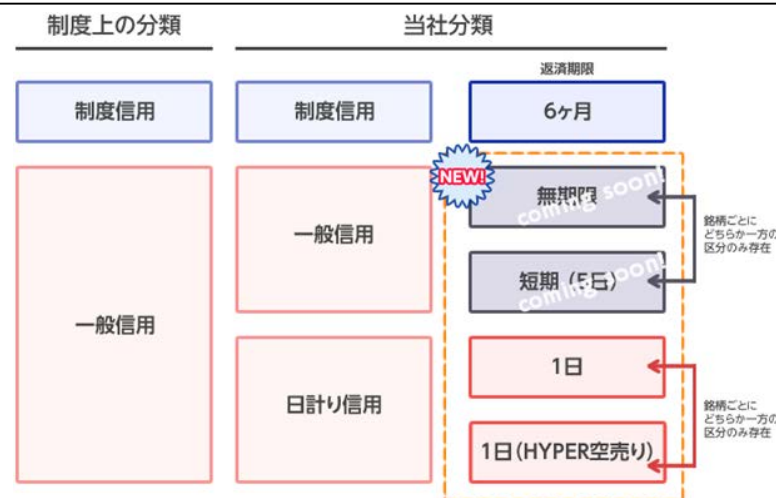 制度上の分類
当社分類
返済期限
制度信用
制度信用
6ヶ月
NEW!
一般信用
一般信用
無期限
coming soon!
短期（5日）
coming soon!
銘柄ごとに
どちらか一方の
区分のみ存在
日計り信用
1日
1日（HYPER空売り）
銘柄ごとに
どちらか一方の
区分のみ存在